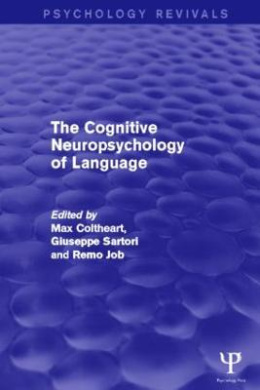 PSYCHOLOGY REVIVALS
The Cognitive
Neuropsychology
of Language
Edited by
Max Coltheart,
Giuseppe Sartori
and Remo Job
Psychology Press